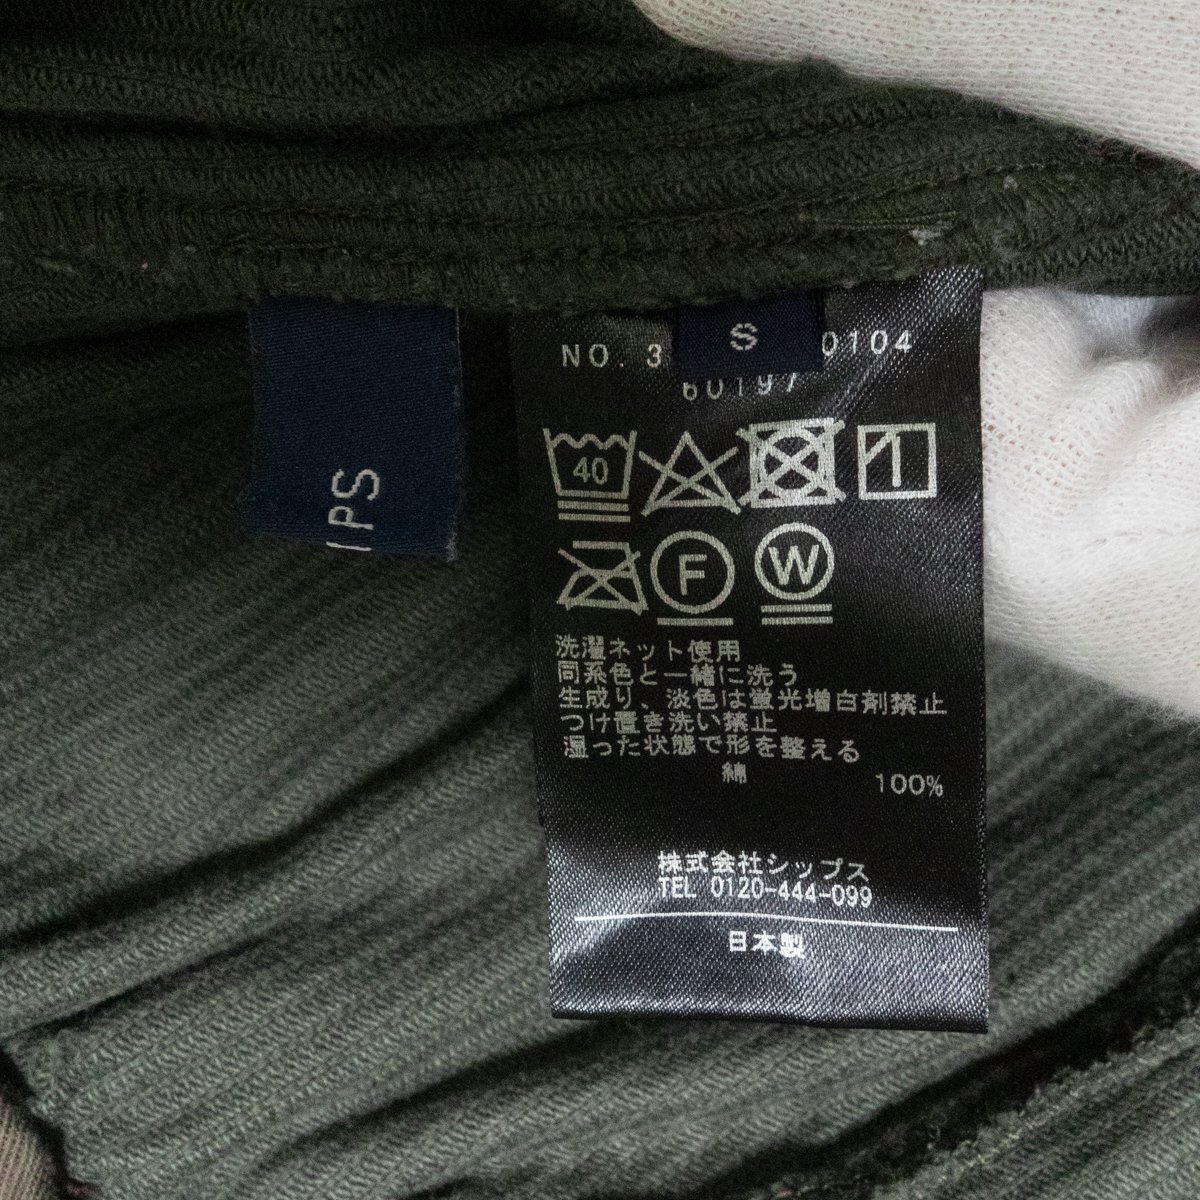 IPS
S
NO. 3 0104
60197
40
F
W
洗濯ネット使用
同系色と一緒に洗う
生成り、淡色は蛍光増白剤禁止
つけ置き洗い禁止
湿った状態で形を整える
綿 100%
株式会社シップス
TEL 0120-444-099
日本製